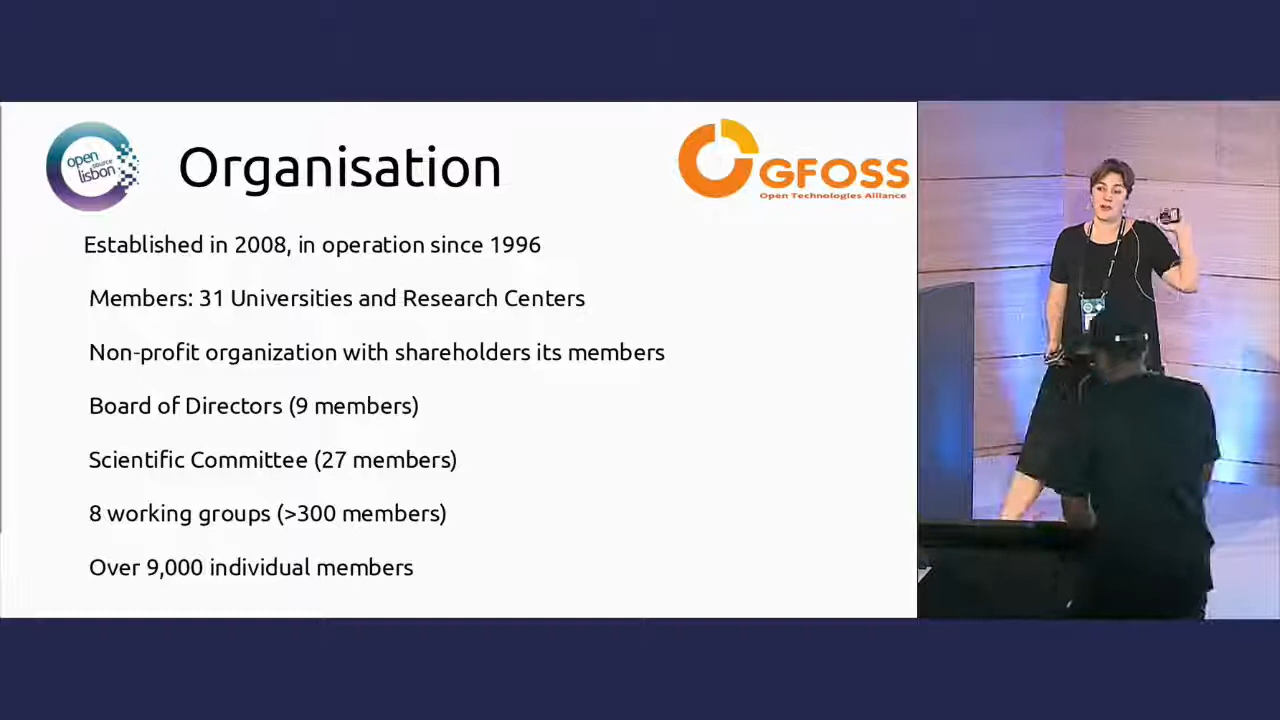 open
source
lisbon
Organisation
GFOSS
Open Technologies Alliance
Established in 2008, in operation since 1996
Members: 31 Universities and Research Centers
Non-profit organization with shareholders its members
Board of Directors (9 members)
Scientific Committee (27 members)
8 working groups (>300 members)
Over 9,000 individual members